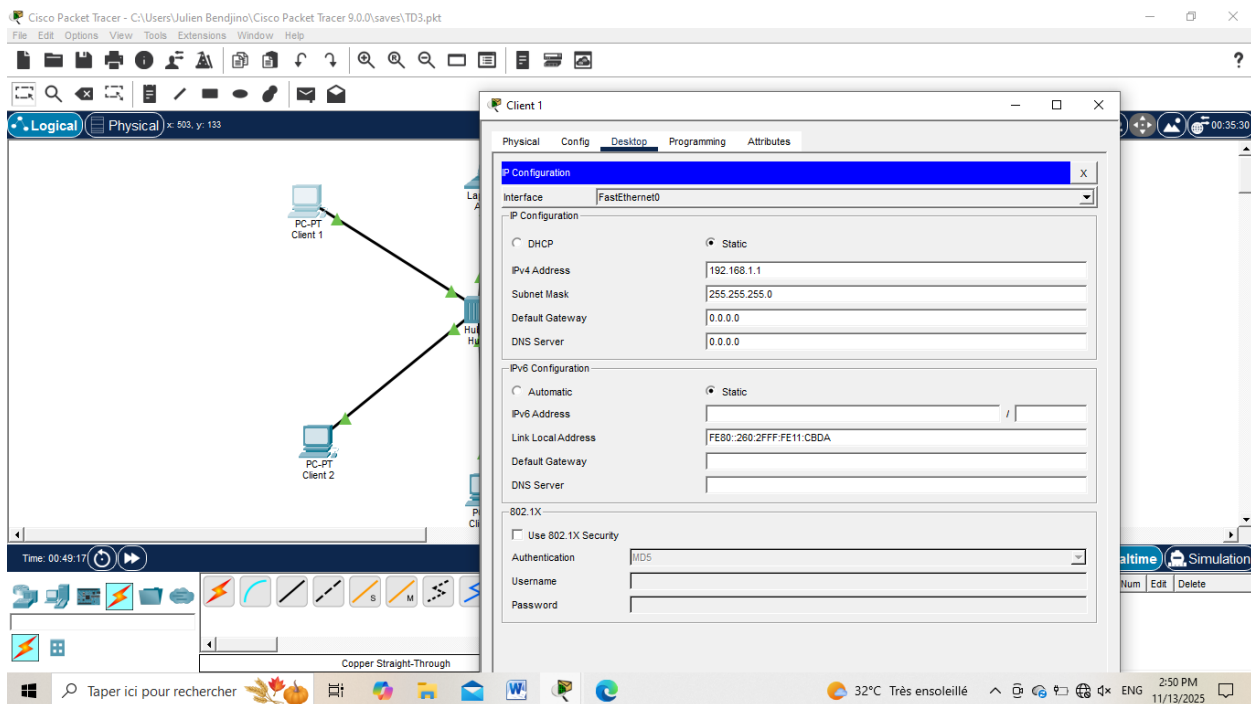 Cisco Packet Tracer - C:\Users\Julien Bendjino\Cisco Packet Tracer 9.0.0\saves\TD3.pkt
File Edit Options View Tools Extensions Window Help
?
Logical Physical x: 503, y: 133
00:35:30
Client 1
Physical Config Desktop Programming Attributes
IP Configuration X
Interface FastEthernet0
IP Configuration
DHCP Static
IPv4 Address 192.168.1.1
Subnet Mask 255.255.255.0
Default Gateway 0.0.0.0
DNS Server 0.0.0.0
IPv6 Configuration
Automatic Static
IPv6 Address /
Link Local Address FE80::260:2FFF:FE11:CBDA
Default Gateway
DNS Server
802.1X
Use 802.1X Security
Authentication MD5
Username
Password
PC-PT
Client 1
PC-PT
Client 2
Time: 00:49:17
Simulation
Num Edit Delete
S M
Copper Straight-Through
Taper ici pour rechercher
32°C Très ensoleillé
ENG
2:50 PM
11/13/2025